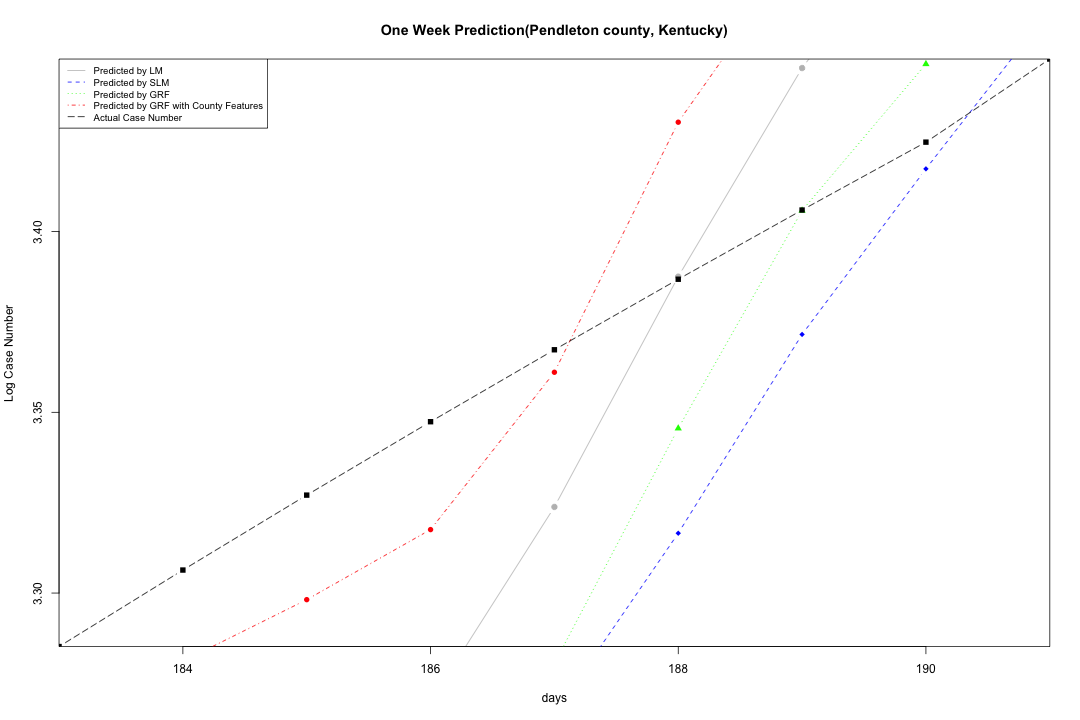 One Week Prediction(Pendleton county, Kentucky)
Predicted by LM
Predicted by SLM
Predicted by GRF
Predicted by GRF with County Features
Actual Case Number
Log Case Number
3.40
3.35
3.30
184
186
188
190
days